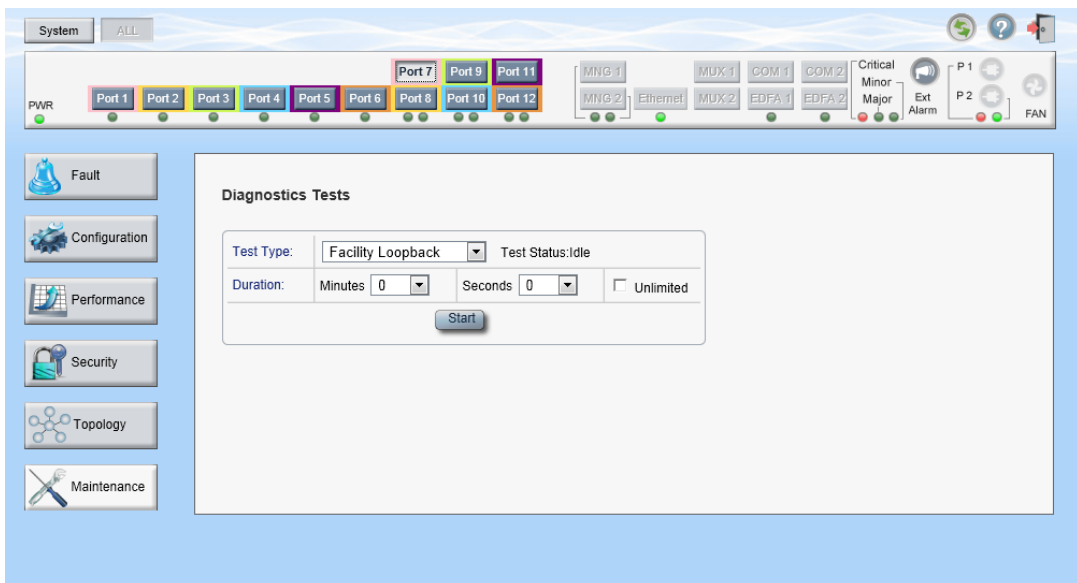 System ALL
Port 7 Port 9 Port 11 MNG 1 MUX 1 COM 1 COM 2 Critical P 1
Minor
PWR Port 1 Port 2 Port 3 Port 4 Port 5 Port 6 Port 8 Port 10 Port 12 MNG 2 Ethernet MUX 2 EDFA 1 EDFA 2 Major Ext Alarm P 2 FAN
Fault
Configuration
Performance
Security
Topology
Maintenance
Diagnostics Tests
Test Type: Facility Loopback Test Status:Idle
Duration: Minutes 0 Seconds 0 Unlimited
Start